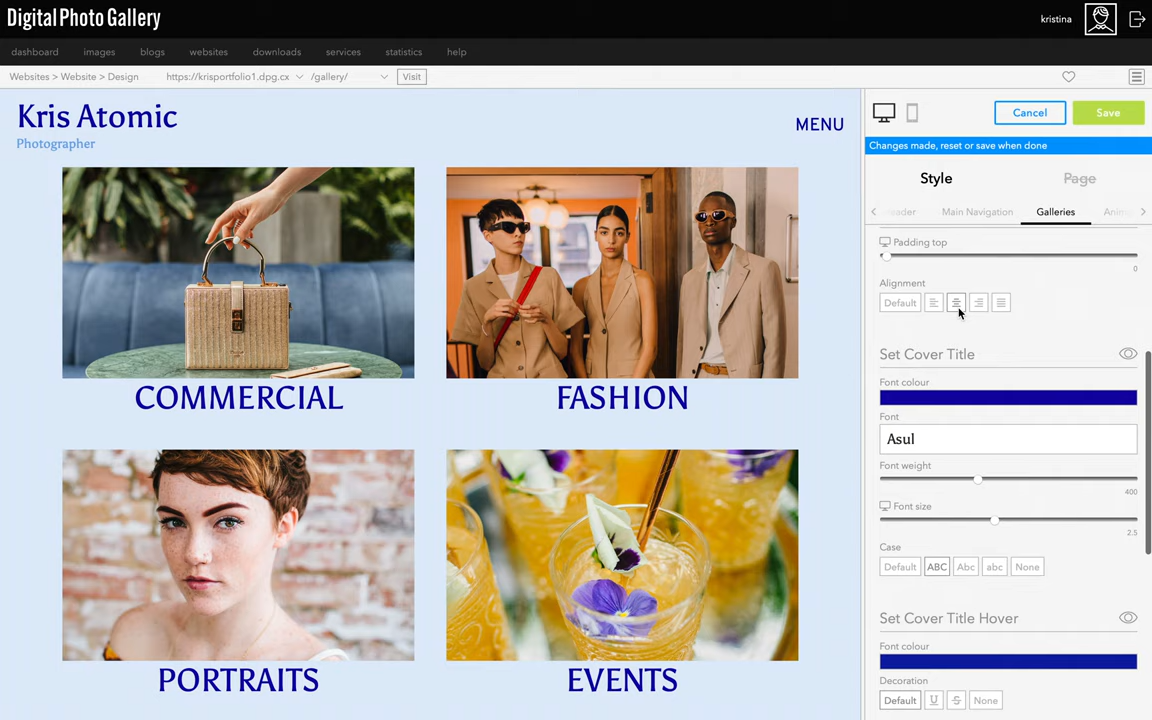 Digital Photo Gallery
kristina
dashboard images blogs websites downloads services statistics help
Websites > Website > Design https://krisportfolio1.dpg.cx /gallery/ Visit
Kris Atomic
Photographer
MENU
COMMERCIAL
FASHION
PORTRAITS
EVENTS
Cancel Save
Changes made, reset or save when done
Style Page
eader Main Navigation Galleries Anim
Padding top
0
Alignment
Default
Set Cover Title
Font colour
Font
Asul
Font weight
400
Font size
2.5
Case
Default ABC Abc abc None
Set Cover Title Hover
Font colour
Decoration
Default U S None